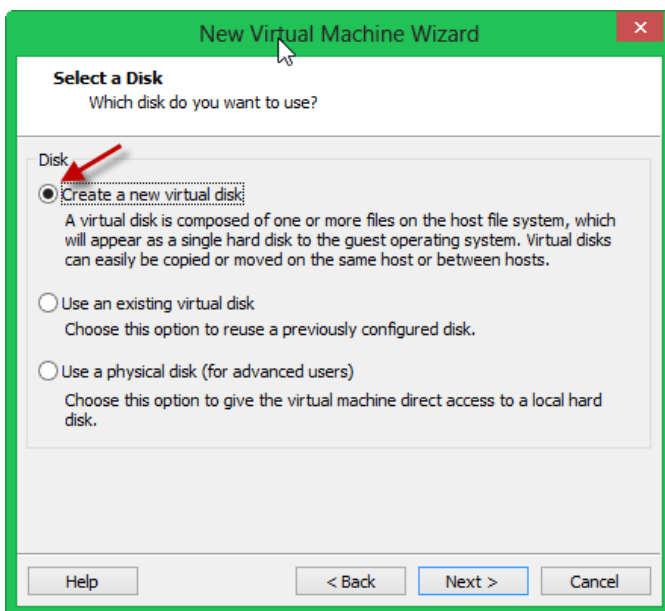 New Virtual Machine Wizard
Select a Disk
Which disk do you want to use?
Disk
Create a new virtual disk
A virtual disk is composed of one or more files on the host file system, which
will appear as a single hard disk to the guest operating system. Virtual disks
can easily be copied or moved on the same host or between hosts.
Use an existing virtual disk
Choose this option to reuse a previously configured disk.
Use a physical disk (for advanced users)
Choose this option to give the virtual machine direct access to a local hard
disk.
Help
< Back
Next >
Cancel